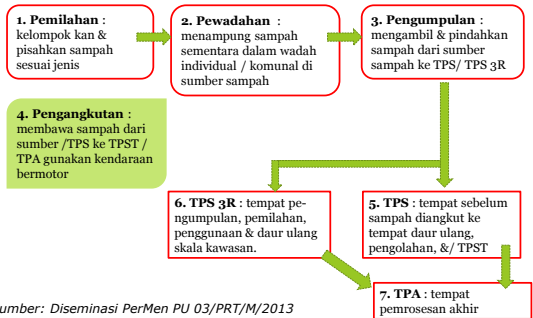 1. Pemilahan :
kelompok kan &
pisahkan sampah
sesuai jenis
2. Pewadahan :
menampung sampah
sementara dalam wadah
individual / komunal di
sumber sampah
3. Pengumpulan :
mengambil & pindahkan
sampah dari sumber
sampah ke TPS/ TPS 3R
4. Pengangkutan :
membawa sampah dari
sumber /TPS ke TPST /
TPA gunakan kendaraan
bermotor
6. TPS 3R : tempat pe-
ngumpulan, pemilahan,
penggunaan & daur ulang
skala kawasan.
5. TPS : tempat sebelum
sampah diangkut ke
tempat daur ulang,
pengolahan, &/ TPST
7. TPA : tempat
pemrosesan akhir
umber: Diseminasi PerMen PU 03/PRT/M/2013